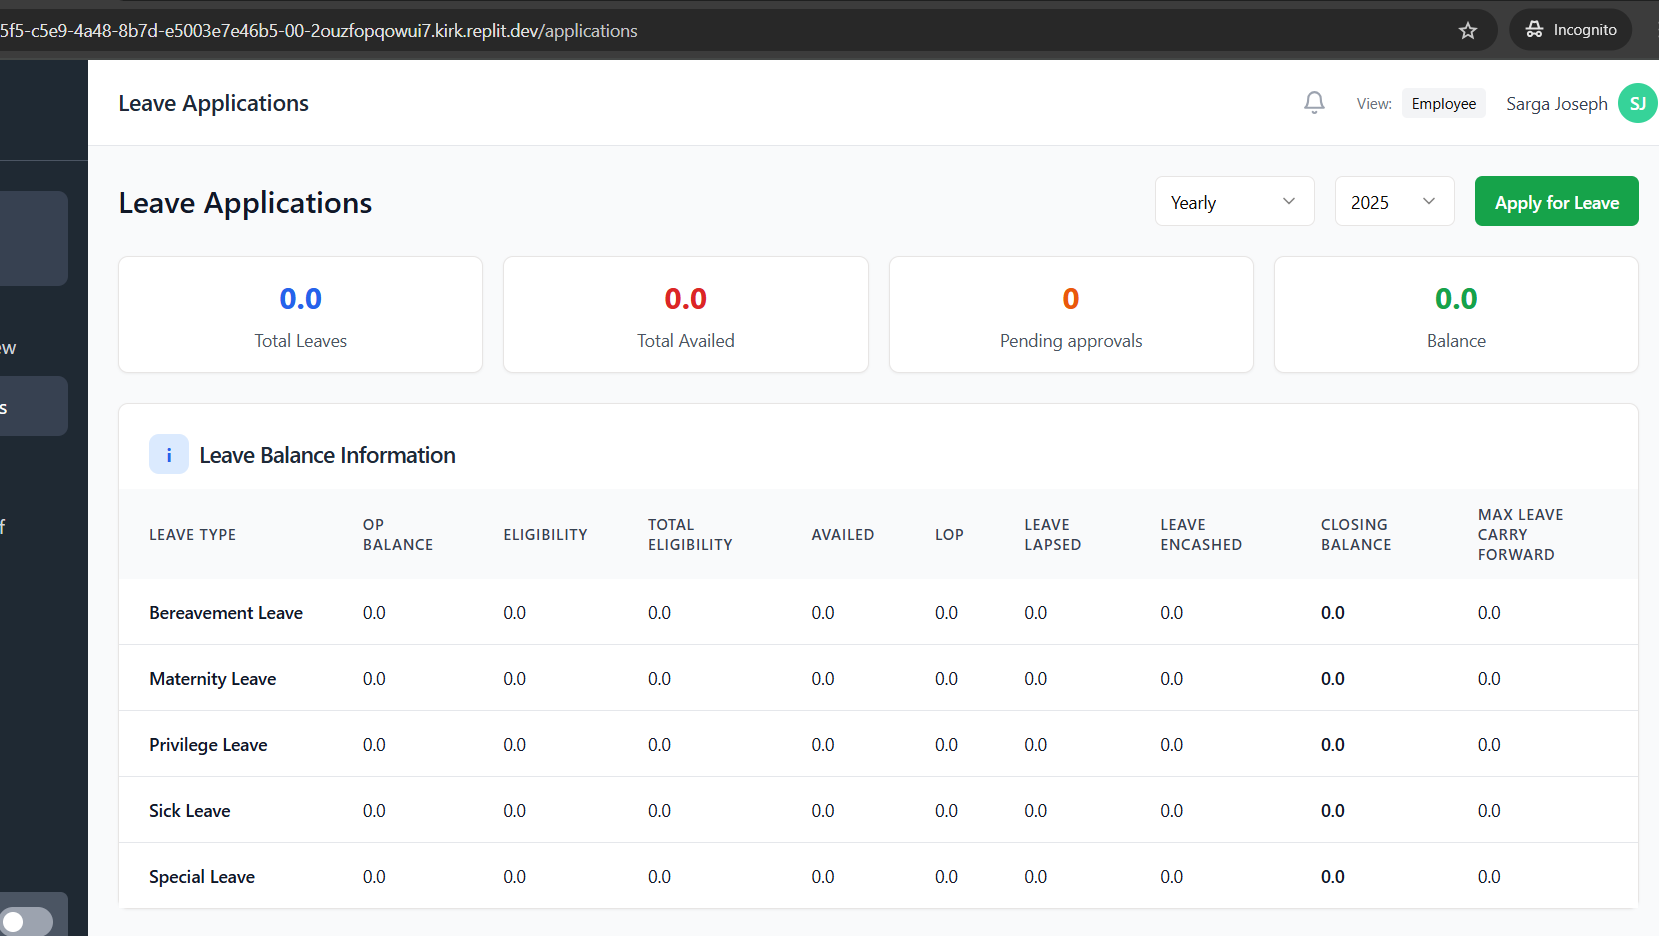 5f5-c5e9-4a48-8b7d-e5003e7e46b5-00-2ouzfopqowui7.kirk.replit.dev/applications
Incognito
Leave Applications
View: Employee Sarga Joseph SJ
Leave Applications
Yearly 2025 Apply for Leave
0.0 0.0 0 0.0
Total Leaves Total Availed Pending approvals Balance
i Leave Balance Information
LEAVE TYPE OP BALANCE ELIGIBILITY TOTAL ELIGIBILITY AVAILED LOP LEAVE LAPSED LEAVE ENCASHED CLOSING BALANCE MAX LEAVE CARRY FORWARD
Bereavement Leave 0.0 0.0 0.0 0.0 0.0 0.0 0.0 0.0 0.0
Maternity Leave 0.0 0.0 0.0 0.0 0.0 0.0 0.0 0.0 0.0
Privilege Leave 0.0 0.0 0.0 0.0 0.0 0.0 0.0 0.0 0.0
Sick Leave 0.0 0.0 0.0 0.0 0.0 0.0 0.0 0.0 0.0
Special Leave 0.0 0.0 0.0 0.0 0.0 0.0 0.0 0.0 0.0